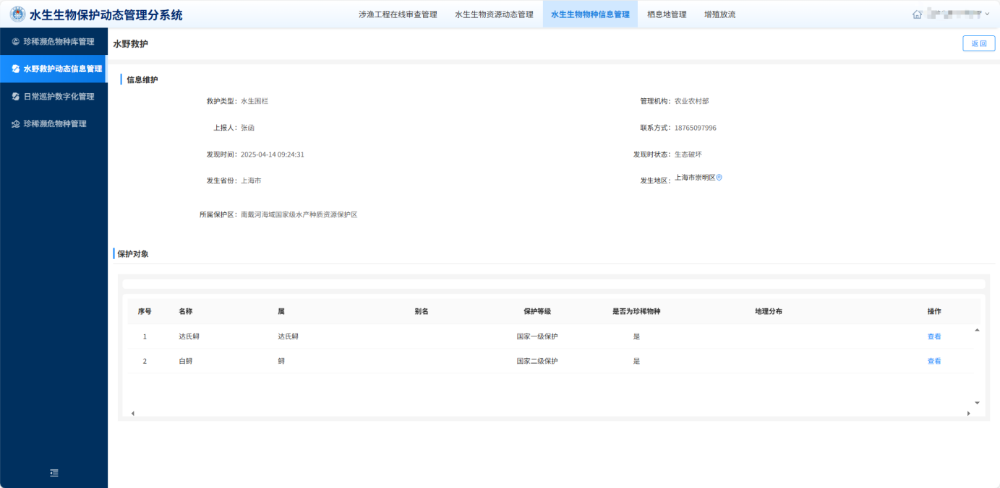 水生生物保护动态管理分系统 涉渔工程在线审查管理 水生生物资源动态管理 水生生物物种信息管理 栖息地管理 增殖放流
珍稀濒危物种库管理
水野救护动态信息管理
日常巡护数字化管理
珍稀濒危物种管理
水野救护 返回
信息维护
救护类型: 水生围栏 管理机构: 农业农村部
上报人: 张函 联系方式: 18765097996
发现时间: 2025-04-14 09:24:31 发现时状态: 生态破坏
发生省份: 上海市 发生地区: 上海市崇明区
所属保护区: 南戴河海域国家级水产种质资源保护区
保护对象
序号 名称 属 别名 保护等级 是否为珍稀物种 地理分布 操作
1 达氏鲟 达氏鲟 国家一级保护 是 查看
2 白鲟 鲟 国家二级保护 是 查看